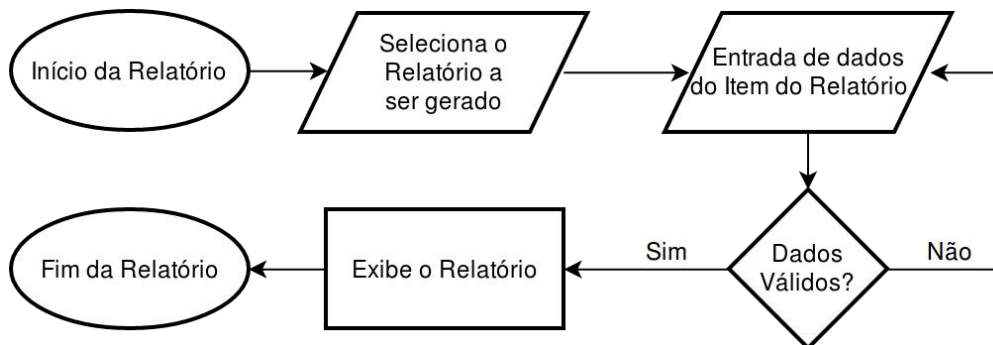 Início da Relatório
Seleciona o
Relatório a
ser gerado
Entrada de dados
do Item do Relatório
Dados
Válidos?
Não
Sim
Exibe o Relatório
Fim da Relatório